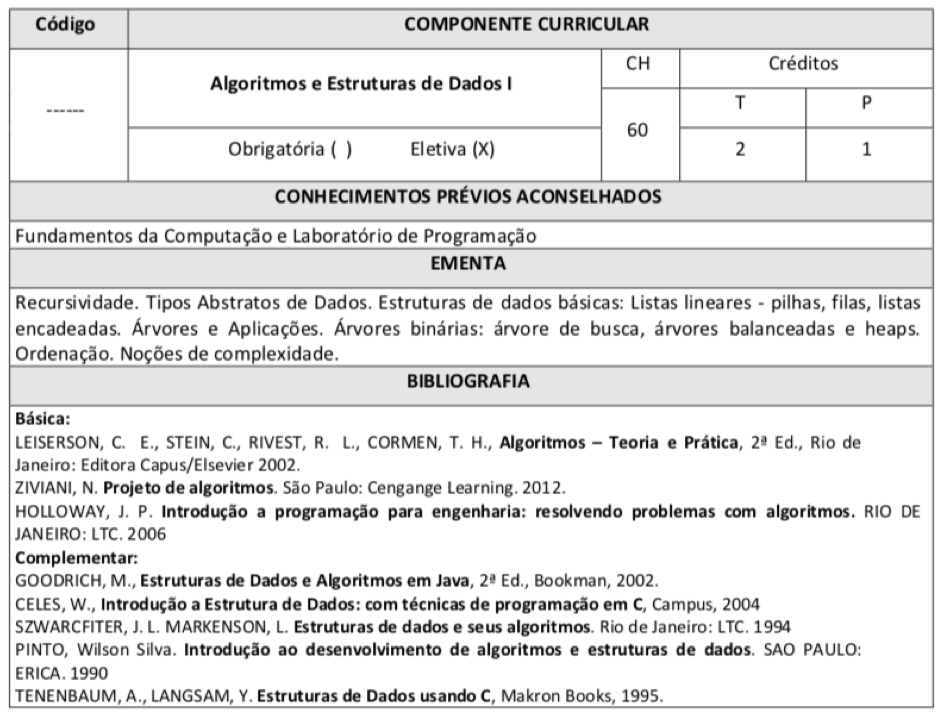 Código COMPONENTE CURRICULAR
------ Algoritmos e Estruturas de Dados I CH Créditos
T P
Obrigatória ( ) Eletiva (X) 60 2 1
CONHECIMENTOS PRÉVIOS ACONSELHADOS
Fundamentos da Computação e Laboratório de Programação
EMENTA
Recursividade. Tipos Abstratos de Dados. Estruturas de dados básicas: Listas lineares - pilhas, filas, listas
encadeadas. Árvores e Aplicações. Árvores binárias: árvore de busca, árvores balanceadas e heaps.
Ordenação. Noções de complexidade.
BIBLIOGRAFIA
Básica:
LEISERSON, C. E., STEIN, C., RIVEST, R. L., CORMEN, T. H., Algoritmos – Teoria e Prática, 2ª Ed., Rio de
Janeiro: Editora Capus/Elsevier 2002.
ZIVIANI, N. Projeto de algoritmos. São Paulo: Cengange Learning. 2012.
HOLLOWAY, J. P. Introdução a programação para engenharia: resolvendo problemas com algoritmos. RIO DE
JANEIRO: LTC. 2006
Complementar:
GOODRICH, M., Estruturas de Dados e Algoritmos em Java, 2ª Ed., Bookman, 2002.
CELES, W., Introdução a Estrutura de Dados: com técnicas de programação em C, Campus, 2004
SZWARCFITER, J. L. MARKENSON, L. Estruturas de dados e seus algoritmos. Rio de Janeiro: LTC. 1994
PINTO, Wilson Silva. Introdução ao desenvolvimento de algoritmos e estruturas de dados. SAO PAULO:
ERICA. 1990
TENENBAUM, A., LANGSAM, Y. Estruturas de Dados usando C, Makron Books, 1995.